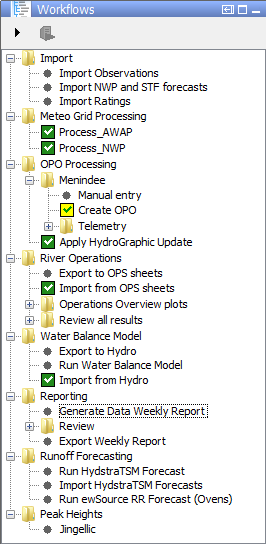 Workflows
Import
Import Observations
Import NWP and STF forecasts
Import Ratings
Meteo Grid Processing
Process_AWAP
Process_NWP
OPO Processing
Menindee
Manual entry
Create OPO
Telemetry
Apply HydroGraphic Update
River Operations
Export to OPS sheets
Import from OPS sheets
Operations Overview plots
Review all results
Water Balance Model
Export to Hydro
Run Water Balance Model
Import from Hydro
Reporting
Generate Data Weekly Report
Review
Export Weekly Report
Runoff Forecasting
Run HydstraTSM Forecast
Import HydstraTSM Forecasts
Run ewSource RR Forecast (Ovens)
Peak Heights
Jingellic